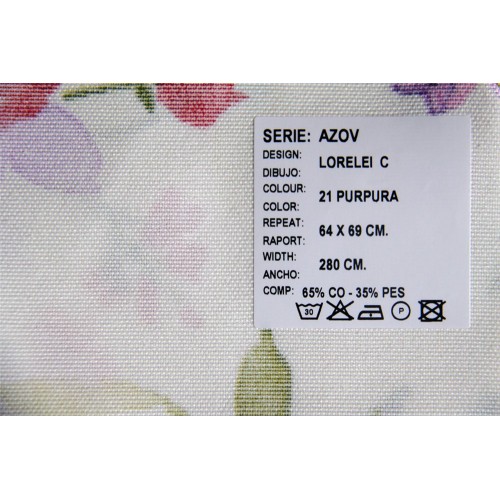 SERIE: AZOV
DESIGN: LORELEI C
DIBUJO:
COLOUR: 21 PURPURA
COLOR:
REPEAT: 64 X 69 CM.
RAPORT:
WIDTH: 280 CM.
ANCHO:
COMP: 65% CO - 35% PES
30 P